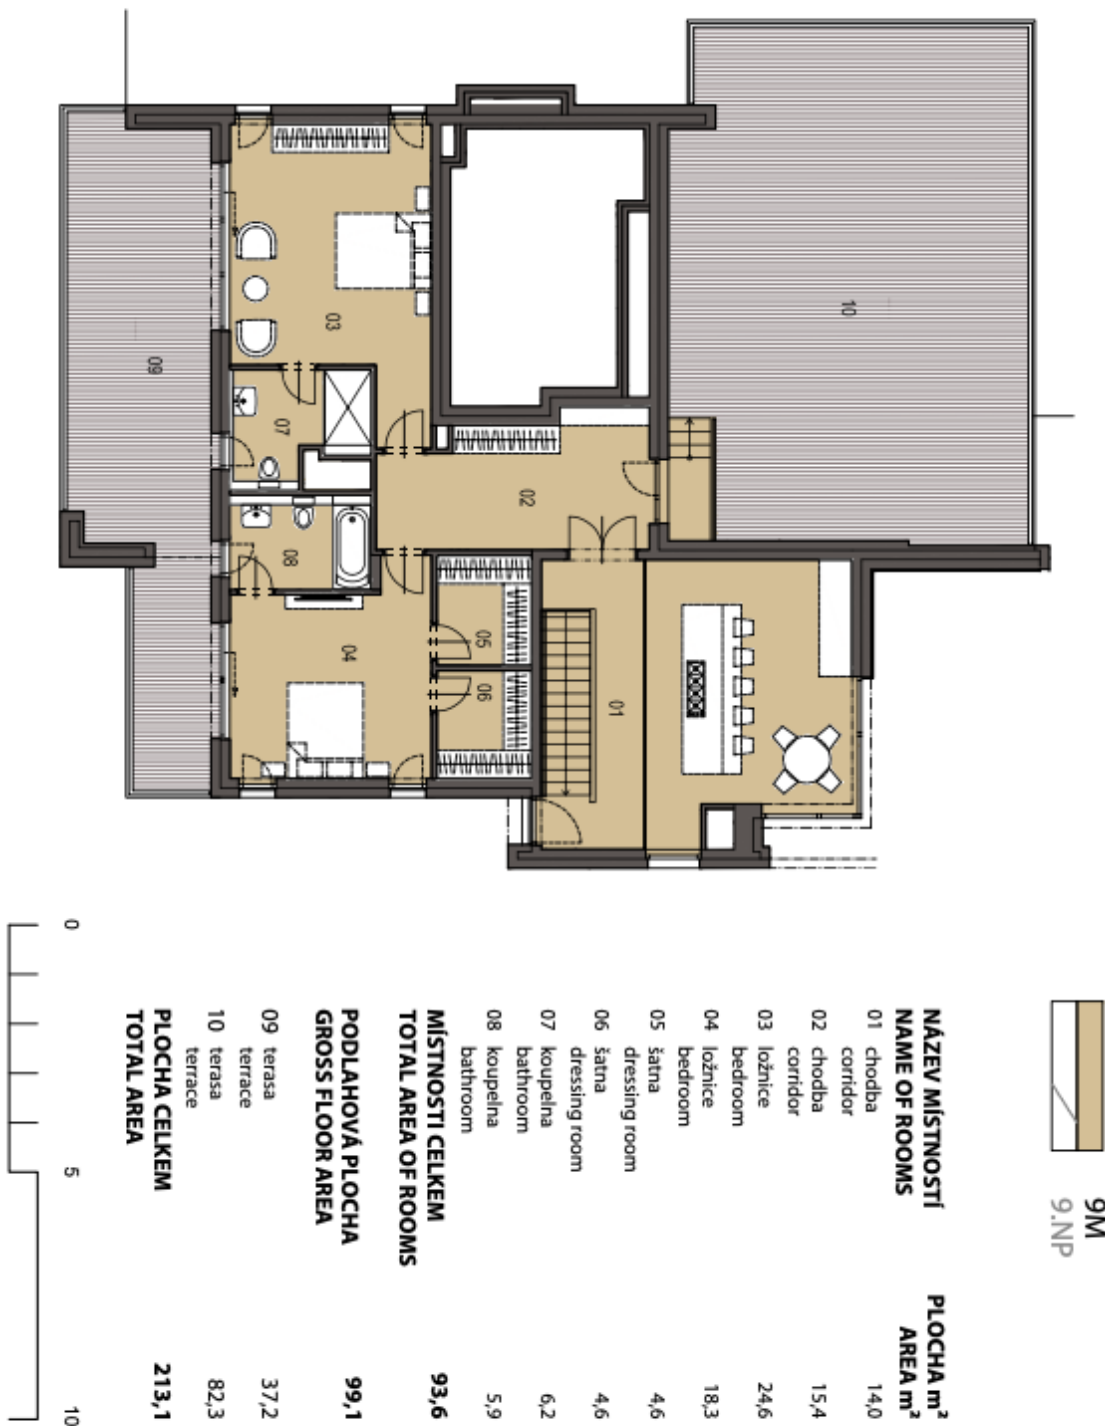 9M
9.NP
NÁZEV MÍSTNOSTÍ PLOCHA m²
NAME OF ROOMS AREA m²
01 chodba 14,0
corridor
02 chodba 15,4
corridor
03 ložnice 24,6
bedroom
04 ložnice 18,3
bedroom
05 šatna 4,6
dressing room
06 šatna 4,6
dressing room
07 koupelna 6,2
bathroom
08 koupelna 5,9
bathroom
MÍSTNOSTI CELKEM 93,6
TOTAL AREA OF ROOMS
PODLAHOVÁ PLOCHA 99,1
GROSS FLOOR AREA
09 terasa 37,2
terrace
10 terasa 82,3
terrace
PLOCHA CELKEM 213,1
TOTAL AREA
0 5 10
10
01
02
03
04
05
06
07
08
09